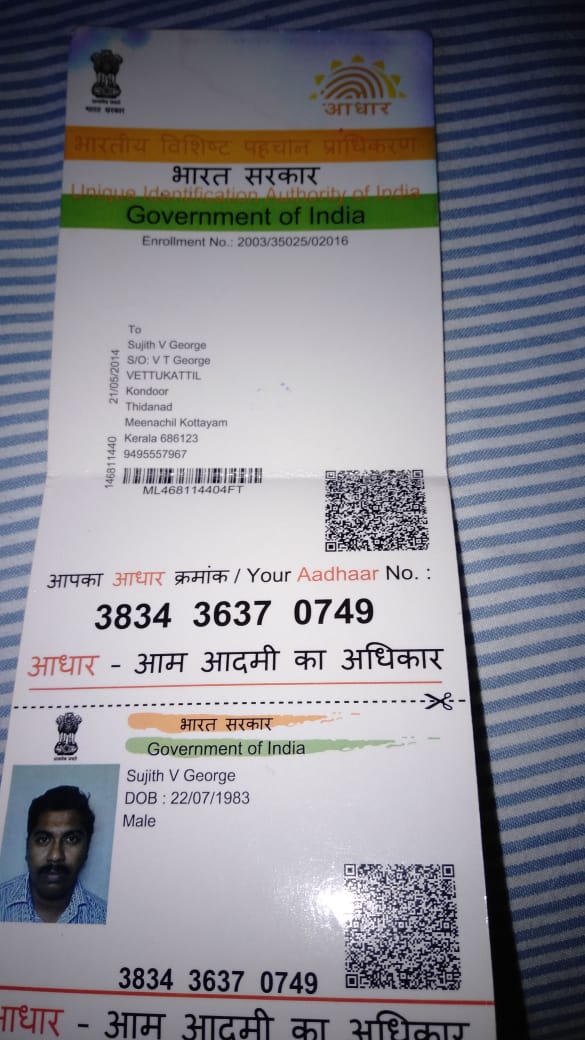 भारत सरकार
आधार
भारतीय विशिष्ट पहचान प्राधिकरण
भारत सरकार
Unique Identification Authority of India
Government of India
Enrollment No.: 2003/35025/02016
To
Sujith V George
S/O: V T George
VETTUKATTIL
Kondoor
Thidanad
Meenachil Kottayam
Kerala 686123
9495557967
21/05/2014
146811440
ML468114404FT
आपका आधार क्रमांक / Your Aadhaar No. :
3834 3637 0749
आधार - आम आदमी का अधिकार
भारत सरकार
Government of India
Sujith V George
DOB : 22/07/1983
Male
3834 3637 0749
आधार - आम आदमी का अधिकार